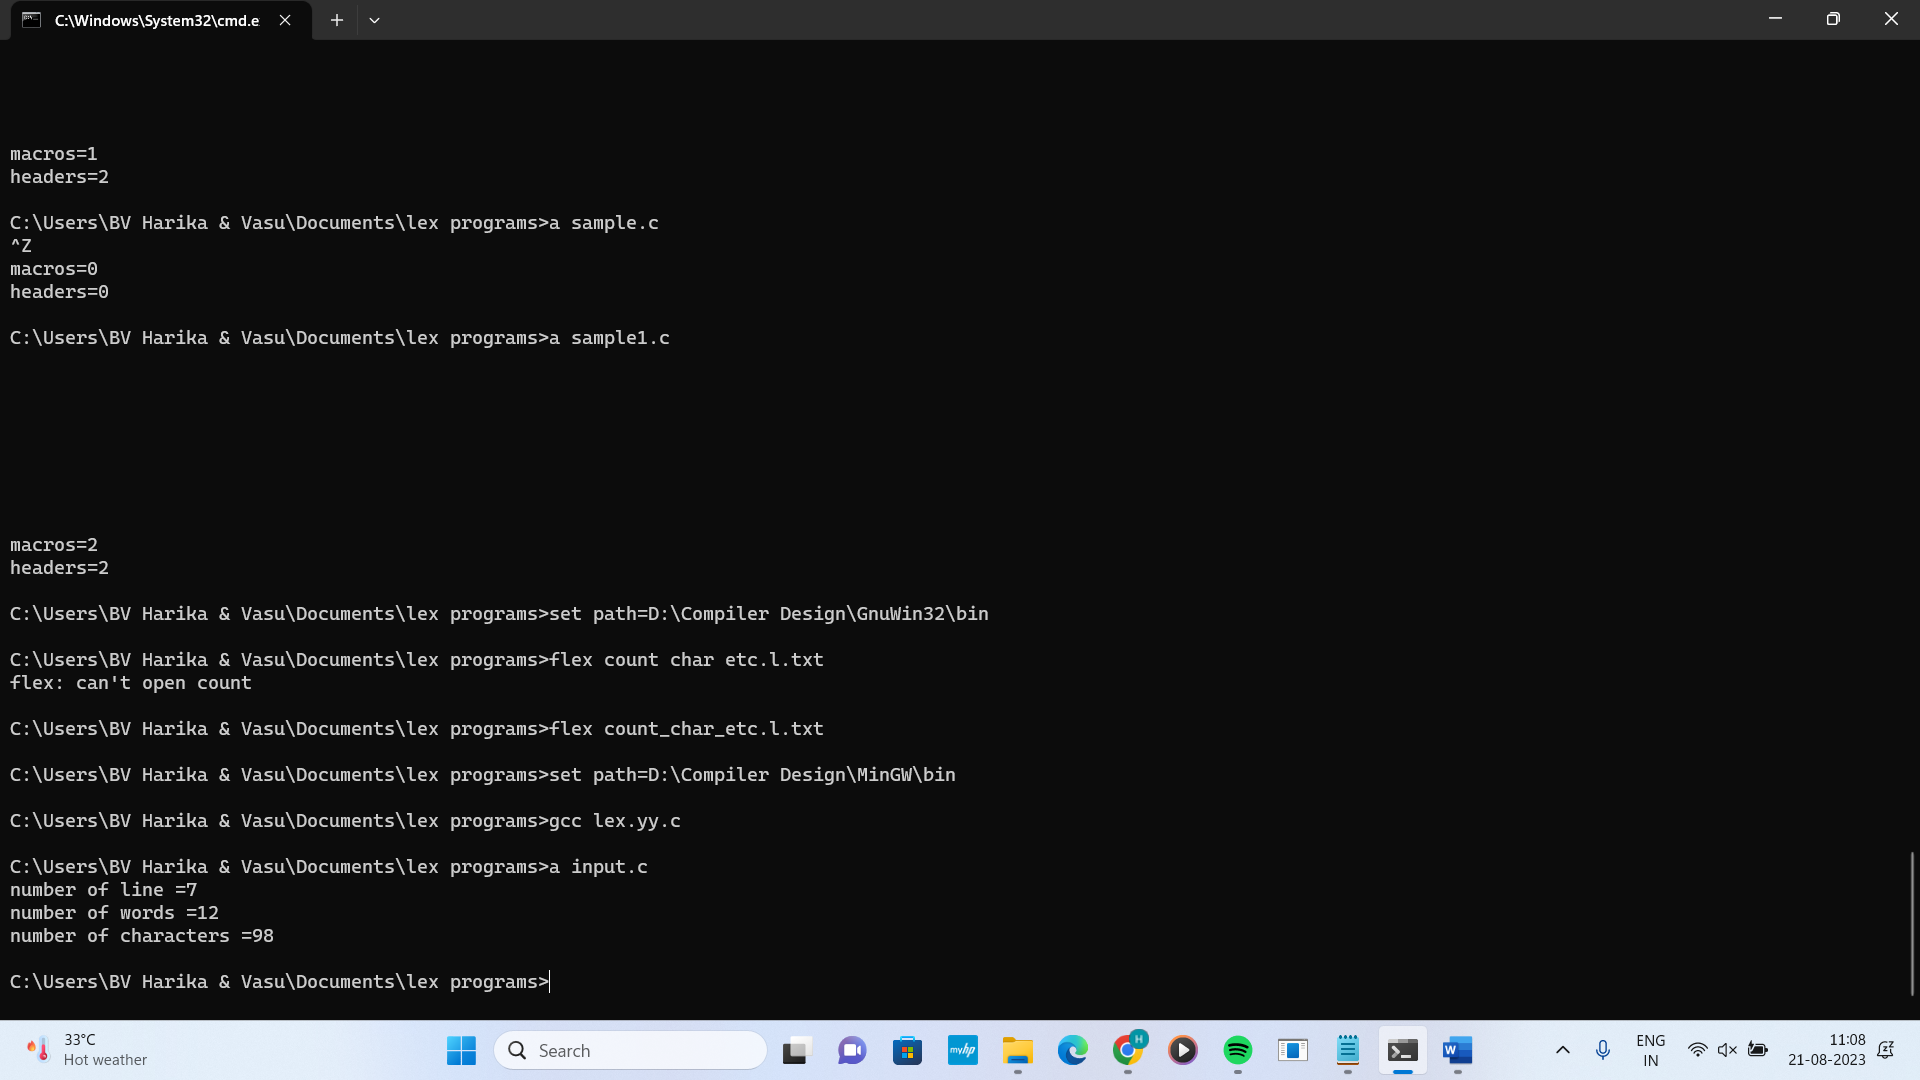 C:\Windows\System32\cmd.e
macros=1
headers=2
C:\Users\BV Harika & Vasu\Documents\lex programs>a sample.c
^Z
macros=0
headers=0
C:\Users\BV Harika & Vasu\Documents\lex programs>a sample1.c
macros=2
headers=2
C:\Users\BV Harika & Vasu\Documents\lex programs>set path=D:\Compiler Design\GnuWin32\bin
C:\Users\BV Harika & Vasu\Documents\lex programs>flex count char etc.l.txt
flex: can't open count
C:\Users\BV Harika & Vasu\Documents\lex programs>flex count_char_etc.l.txt
C:\Users\BV Harika & Vasu\Documents\lex programs>set path=D:\Compiler Design\MinGW\bin
C:\Users\BV Harika & Vasu\Documents\lex programs>gcc lex.yy.c
C:\Users\BV Harika & Vasu\Documents\lex programs>a input.c
number of line =7
number of words =12
number of characters =98
C:\Users\BV Harika & Vasu\Documents\lex programs>
33°C
Hot weather
Search
myhp
H
W
ENG
IN
11:08
21-08-2023